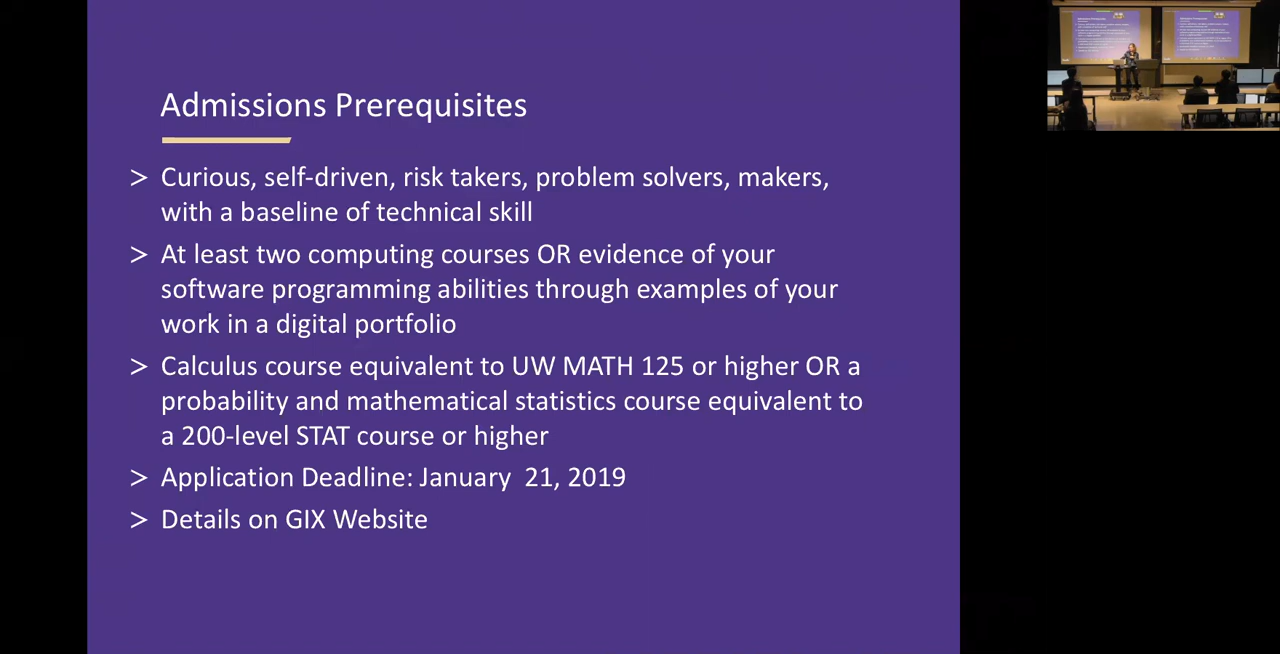 Admissions Prerequisites
> Curious, self-driven, risk takers, problem solvers, makers,
with a baseline of technical skill
> At least two computing courses OR evidence of your
software programming abilities through examples of your
work in a digital portfolio
> Calculus course equivalent to UW MATH 125 or higher OR a
probability and mathematical statistics course equivalent to
a 200-level STAT course or higher
> Application Deadline: January  21, 2019
> Details on GIX Website